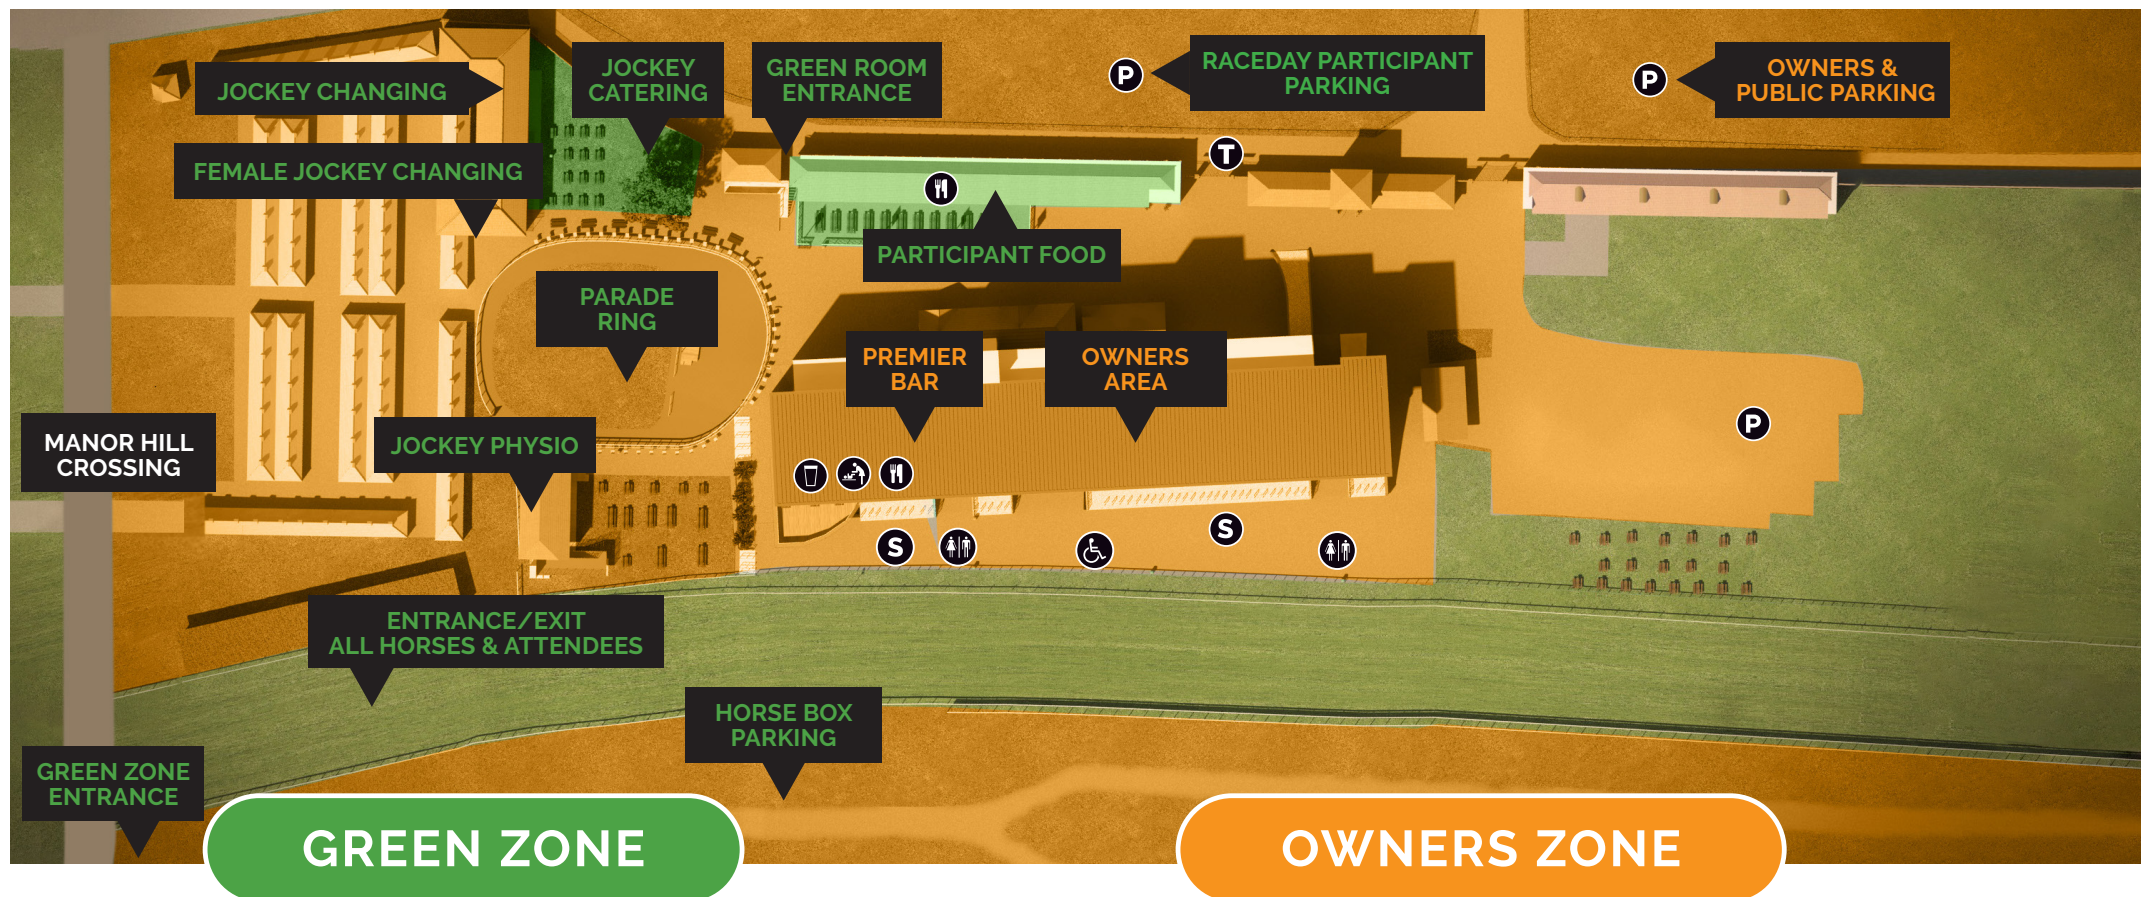 JOCKEY CHANGING
JOCKEY
CATERING
GREEN ROOM
ENTRANCE
P
RACEDAY PARTICIPANT
PARKING
P
OWNERS &
PUBLIC PARKING
FEMALE JOCKEY CHANGING
T
PARTICIPANT FOOD
PARADE
RING
PREMIER
BAR
OWNERS
AREA
MANOR HILL
CROSSING
JOCKEY PHYSIO
P
S
S
ENTRANCE/EXIT
ALL HORSES & ATTENDEES
HORSE BOX
PARKING
GREEN ZONE
ENTRANCE
GREEN ZONE
OWNERS ZONE